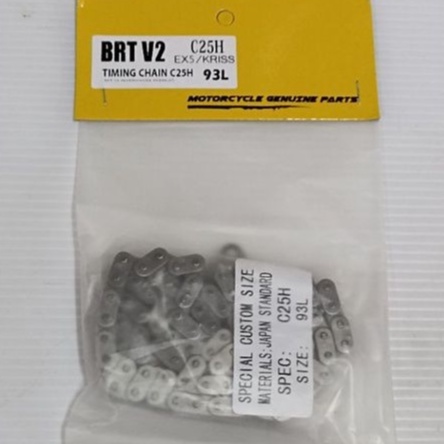 BRT V2
C25H
EX5/KRISS
TIMING CHAIN C25H 93L
MOTORCYCLE GENUINE PARTS
SPECIAL CUSTOM SIZE
MATERIALS:JAPAN STANDARD
SPEC: C25H
SIZE: 93L